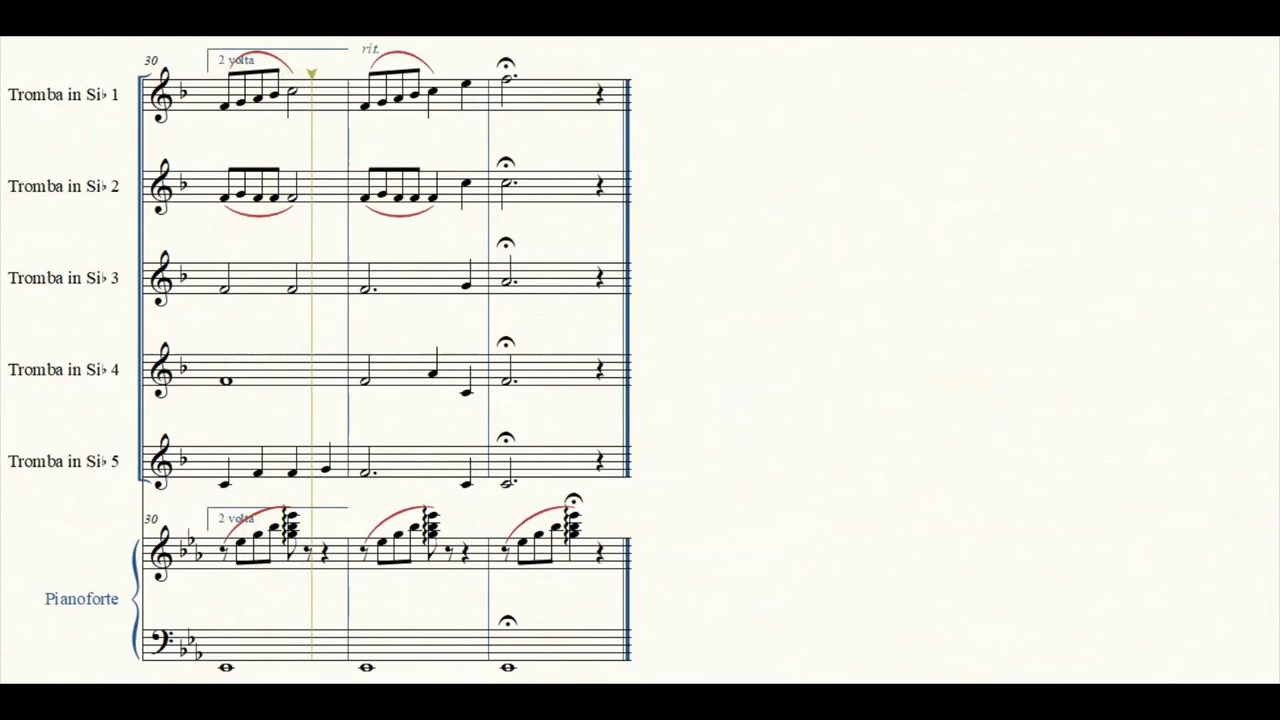 30
2 volta
rit.
Tromba in Si♭ 1
Tromba in Si♭ 2
Tromba in Si♭ 3
Tromba in Si♭ 4
Tromba in Si♭ 5
30
2 volta
Pianoforte